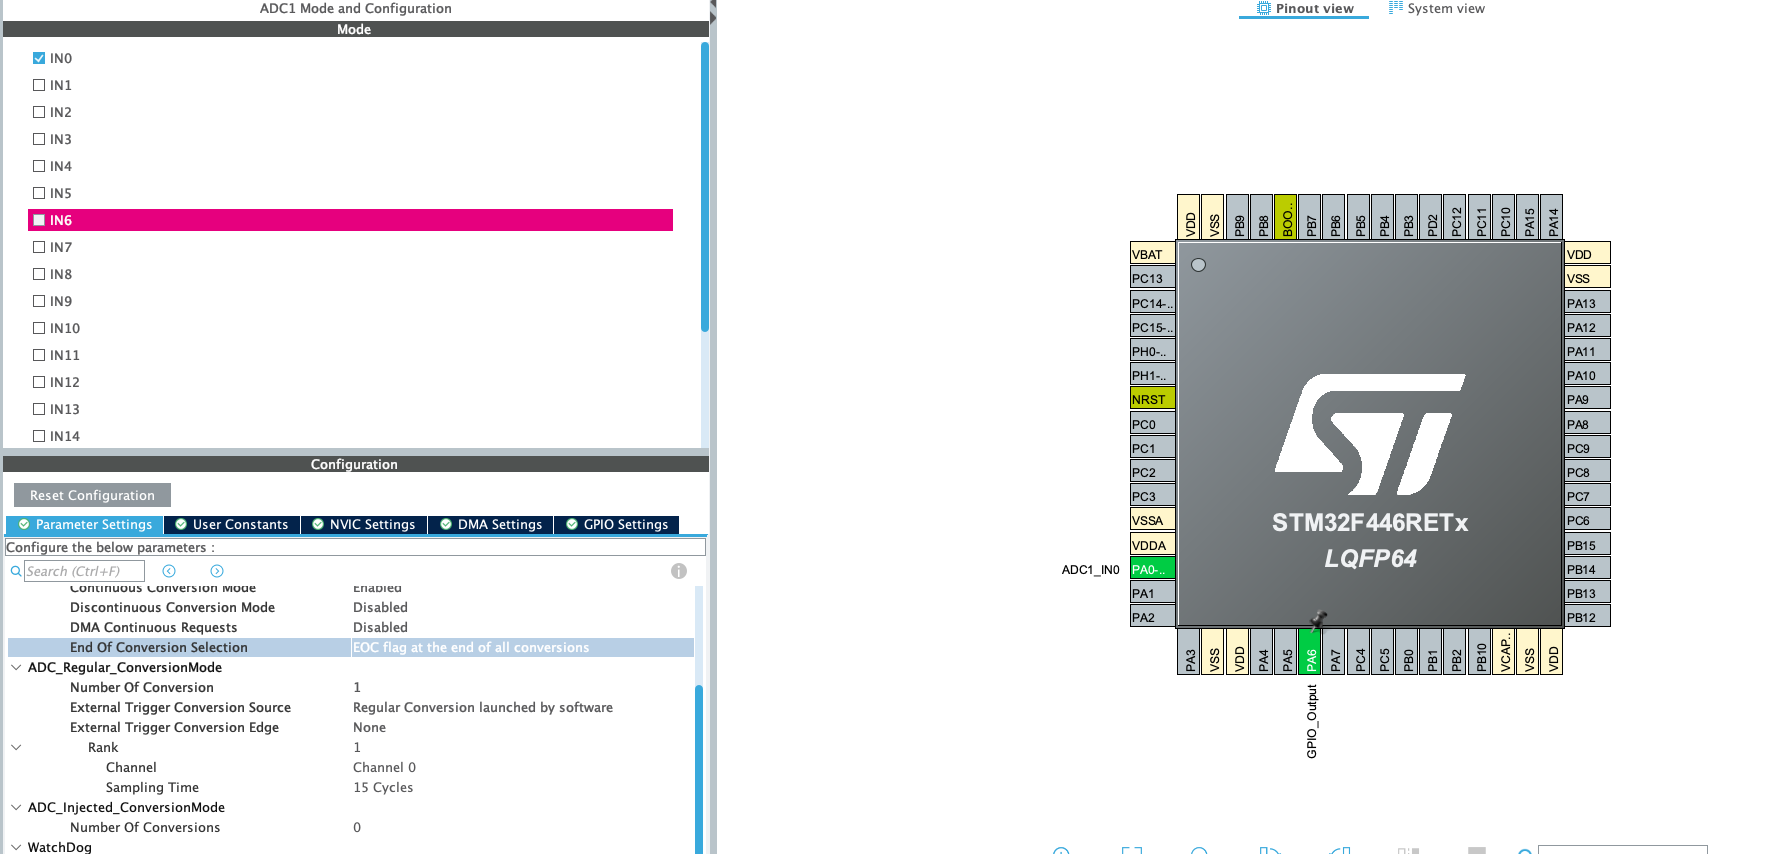 ADC1 Mode and Configuration
Mode
IN0
IN1
IN2
IN3
IN4
IN5
IN6
IN7
IN8
IN9
IN10
IN11
IN12
IN13
IN14
Configuration
Reset Configuration
Parameter Settings User Constants NVIC Settings DMA Settings GPIO Settings
Configure the below parameters :
Search (Ctrl+F)
Continuous Conversion Mode Enabled
Discontinuous Conversion Mode Disabled
DMA Continuous Requests Disabled
End Of Conversion Selection EOC flag at the end of all conversions
ADC_Regular_ConversionMode
Number Of Conversion 1
External Trigger Conversion Source Regular Conversion launched by software
External Trigger Conversion Edge None
Rank 1
Channel Channel 0
Sampling Time 15 Cycles
ADC_Injected_ConversionMode
Number Of Conversions 0
WatchDog
Pinout view System view
VDD VSS PB9 PB8 BOO.. PB7 PB6 PB5 PB4 PB3 PD2 PC12 PC11 PC10 PA15 PA14
VBAT
PC13
PC14-..
PC15-..
PH0-..
PH1-..
NRST
PC0
PC1
PC2
PC3
VSSA
VDDA
ADC1_IN0 PA0-..
PA1
PA2
STM32F446RETx
LQFP64
VDD
VSS
PA13
PA12
PA11
PA10
PA9
PA8
PC9
PC8
PC7
PC6
PB15
PB14
PB13
PB12
PA3 VSS VDD PA4 PA5 PA6 PA7 PC4 PC5 PB0 PB1 PB2 PB10 VCAP.. VSS VDD
GPIO_Output